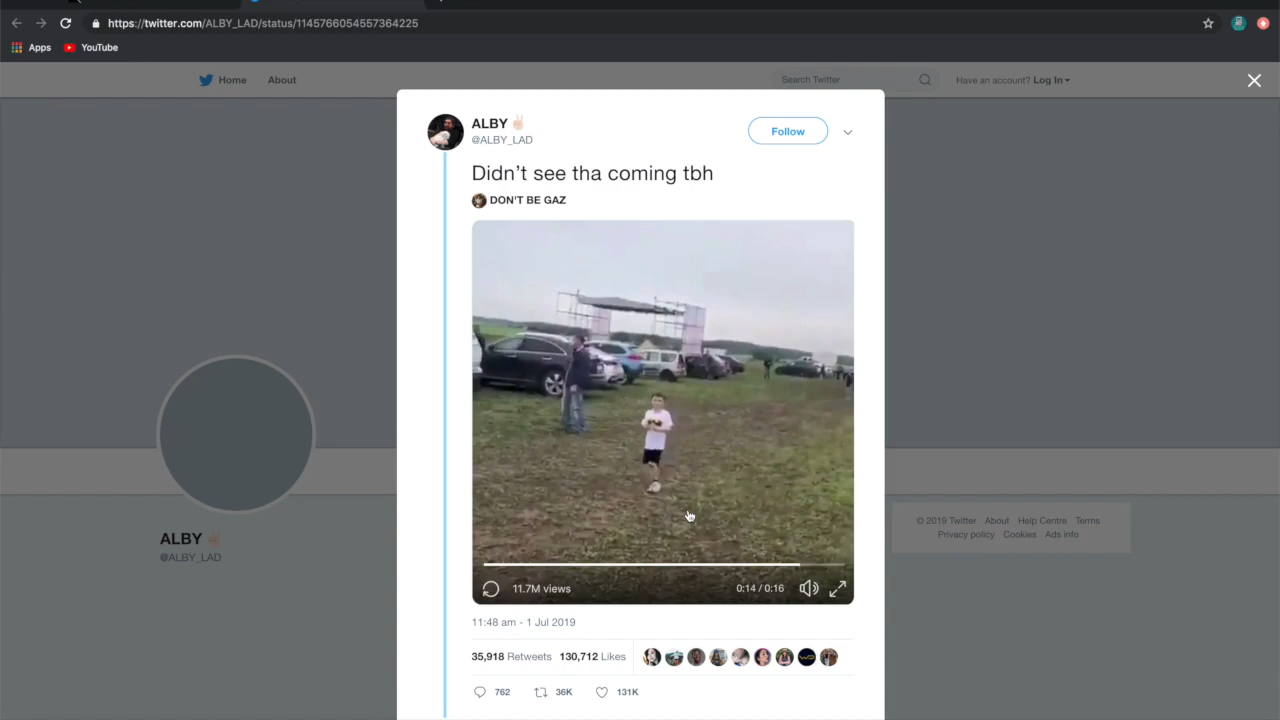 https://twitter.com/ALBY_LAD/status/1145766054557364225
Apps YouTube
Home About Search Twitter Have an account? Log In
ALBY✌🏻 Follow
@ALBY_LAD
Didn't see tha coming tbh
DON'T BE GAZ
11.7M views 0:14 / 0:16
11:48 am - 1 Jul 2019
35,918 Retweets 130,712 Likes
762 36K 131K
ALBY✌🏻
@ALBY_LAD
© 2019 Twitter About Help Centre Terms
Privacy policy Cookies Ads info